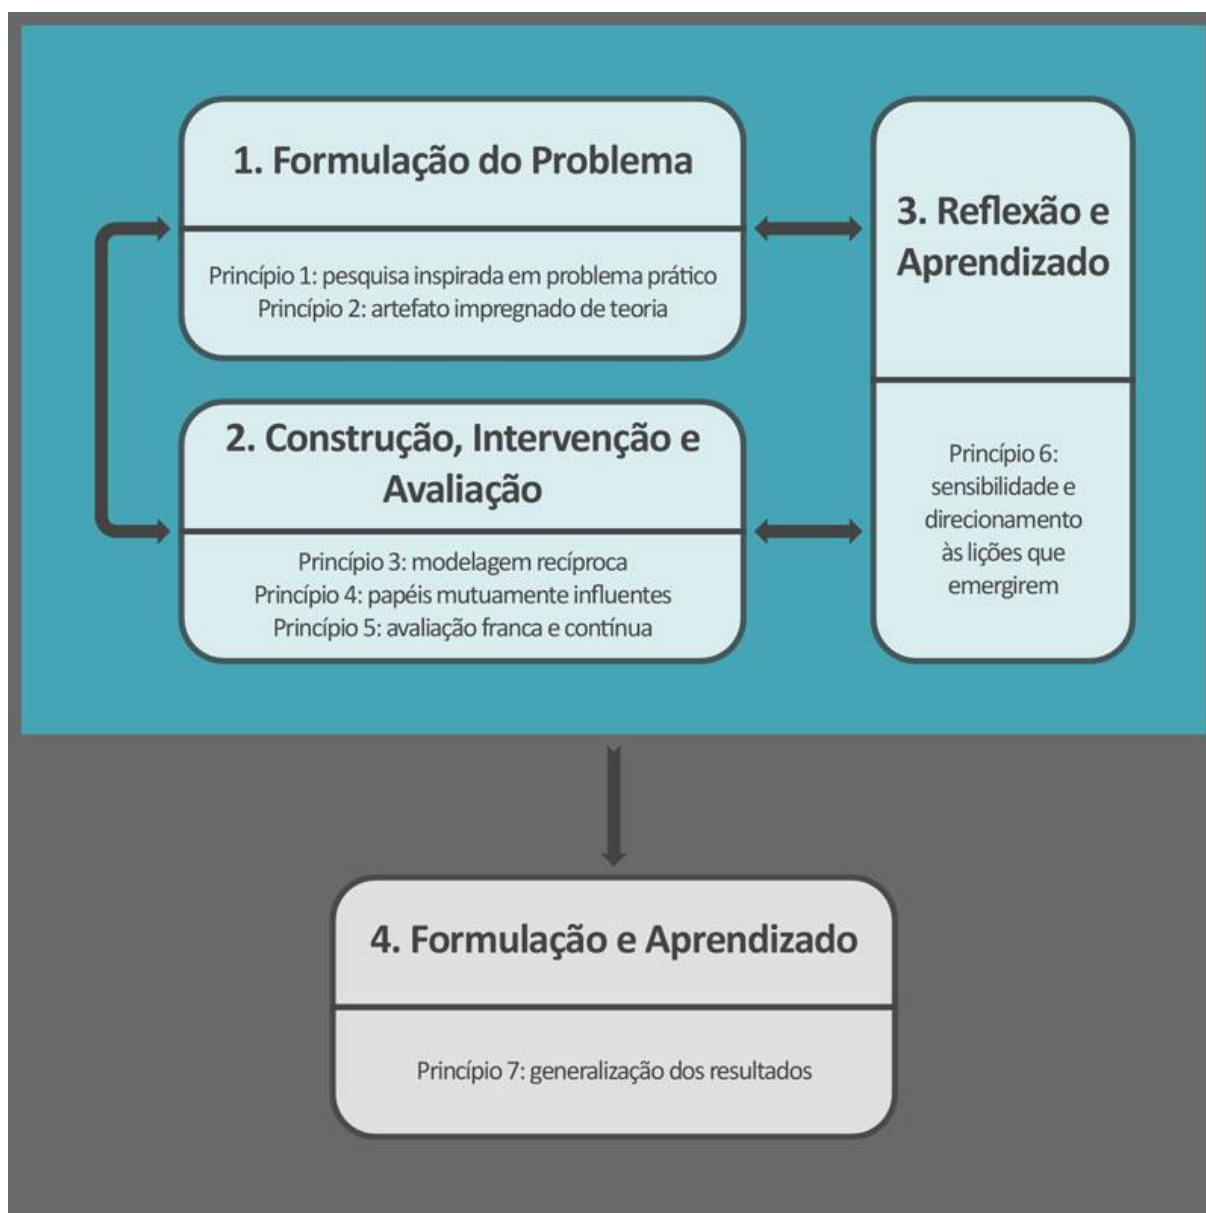 1. Formulação do Problema
Princípio 1: pesquisa inspirada em problema prático
Princípio 2: artefato impregnado de teoria
2. Construção, Intervenção e
Avaliação
Princípio 3: modelagem recíproca
Princípio 4: papéis mutuamente influentes
Princípio 5: avaliação franca e contínua
3. Reflexão e
Aprendizado
Princípio 6:
sensibilidade e
direcionamento
às lições que
emergirem
4. Formulação e Aprendizado
Princípio 7: generalização dos resultados